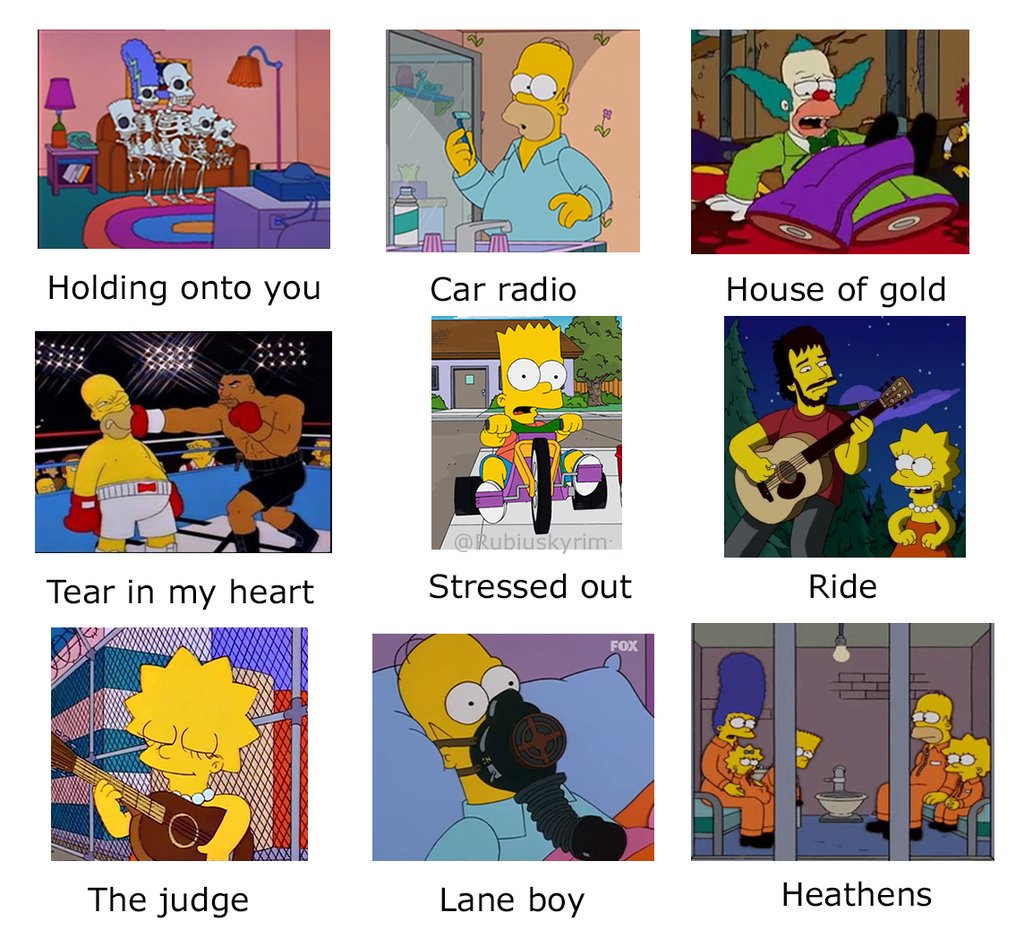 Holding onto you
Car radio
House of gold
@Rubiuskyrim
Tear in my heart
Stressed out
Ride
FOX
The judge
Lane boy
Heathens